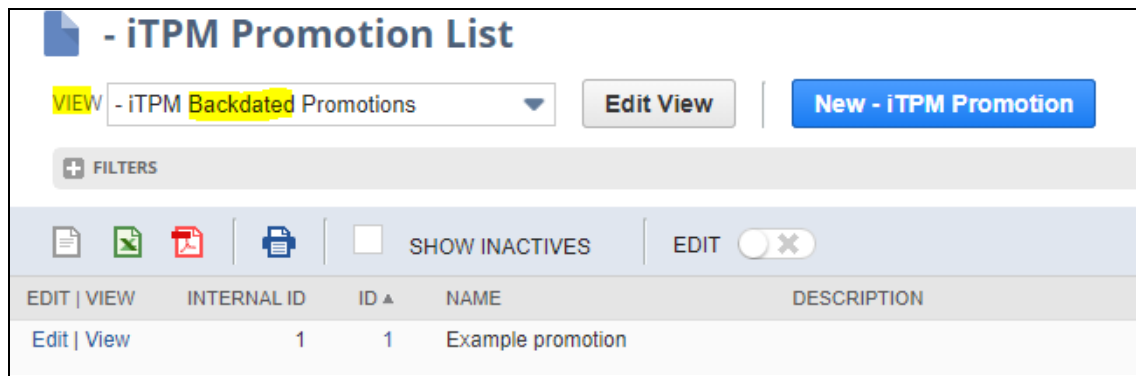 - iTPM Promotion List
VIEW - iTPM Backdated Promotions Edit View New - iTPM Promotion
FILTERS
SHOW INACTIVES EDIT
EDIT | VIEW INTERNAL ID ID NAME DESCRIPTION
Edit | View 1 1 Example promotion